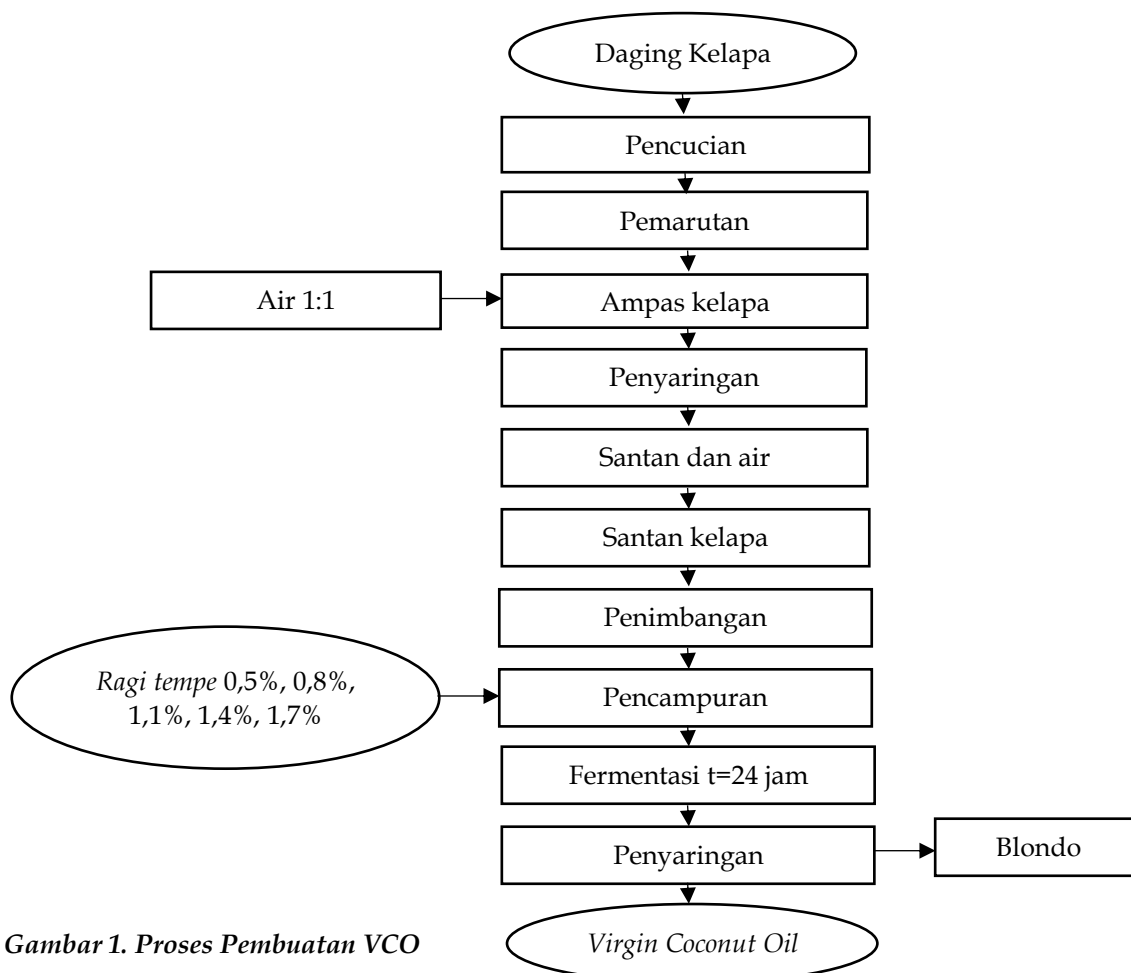 Daging Kelapa
Pencucian
Pemarutan
Air 1:1
Ampas kelapa
Penyaringan
Santan dan air
Santan kelapa
Penimbangan
Ragi tempe 0,5%, 0,8%,
1,1%, 1,4%, 1,7%
Pencampuran
Fermentasi t=24 jam
Penyaringan
Blondo
Virgin Coconut Oil
Gambar 1. Proses Pembuatan VCO